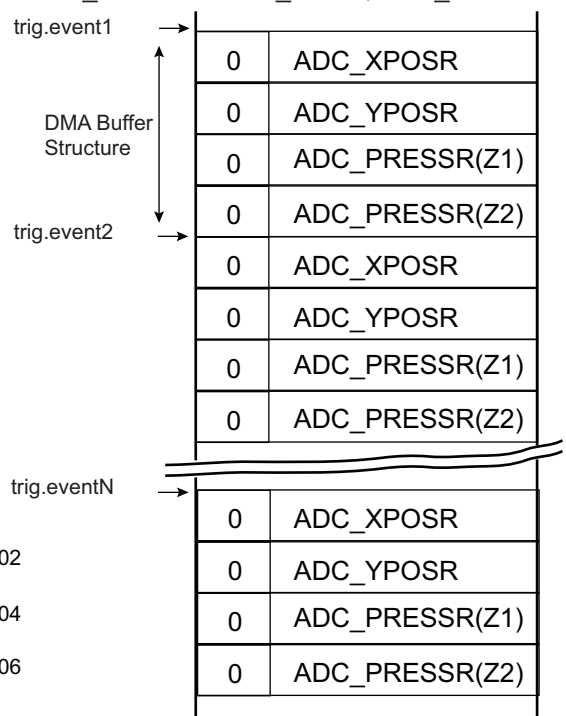 trig.event1
0 ADC_XPOSR
DMA Buffer
Structure
0 ADC_YPOSR
0 ADC_PRESSR(Z1)
0 ADC_PRESSR(Z2)
trig.event2
0 ADC_XPOSR
0 ADC_YPOSR
0 ADC_PRESSR(Z1)
0 ADC_PRESSR(Z2)
trig.eventN
0 ADC_XPOSR
02
0 ADC_YPOSR
04
0 ADC_PRESSR(Z1)
06
0 ADC_PRESSR(Z2)